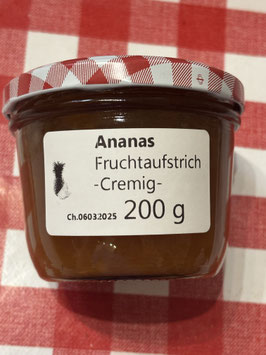 Ananas
Fruchtaufstrich
-Cremig-
Ch.06032025 200 g